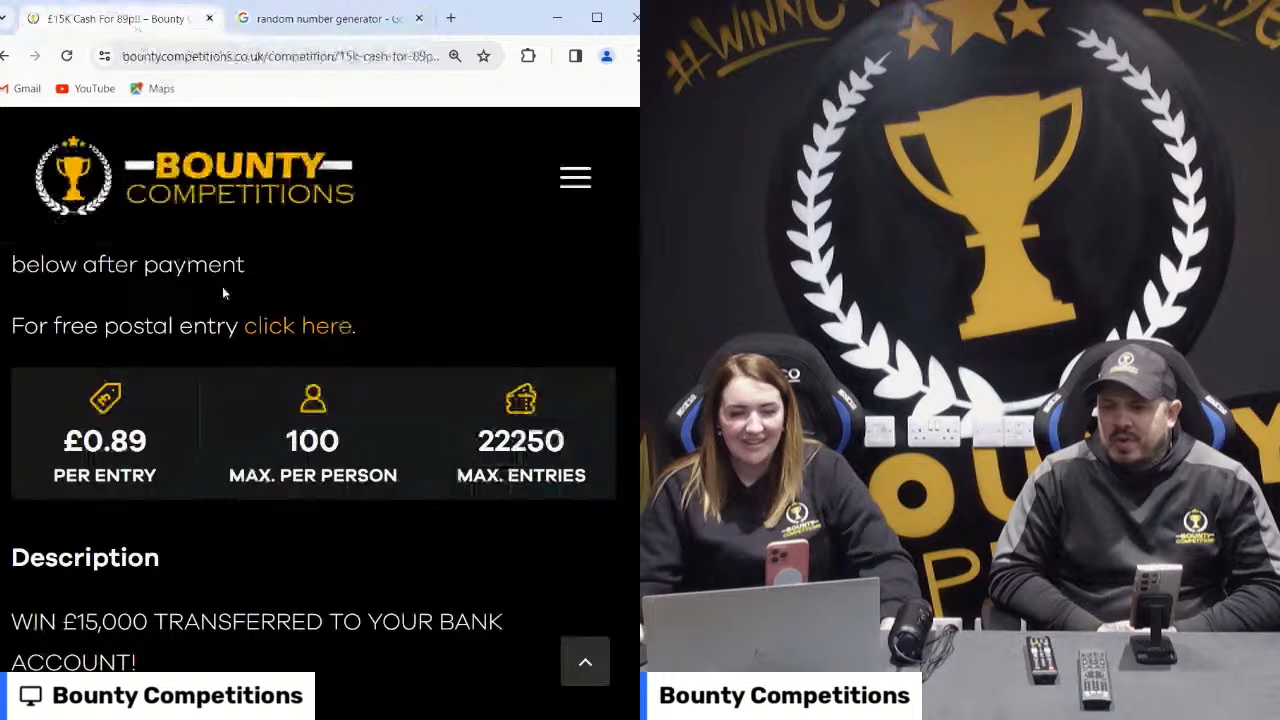 £15K Cash For 89p!! – Bounty C
random number generator - Go
bountycompetitions.co.uk/competition/15k-cash-for-89p...
Gmail
YouTube
Maps
BOUNTY
COMPETITIONS
below after payment
For free postal entry click here.
£0.89
100
22250
PER ENTRY
MAX. PER PERSON
MAX. ENTRIES
Description
WIN £15,000 TRANSFERRED TO YOUR BANK
ACCOUNT!
Bounty Competitions
Bounty Competitions